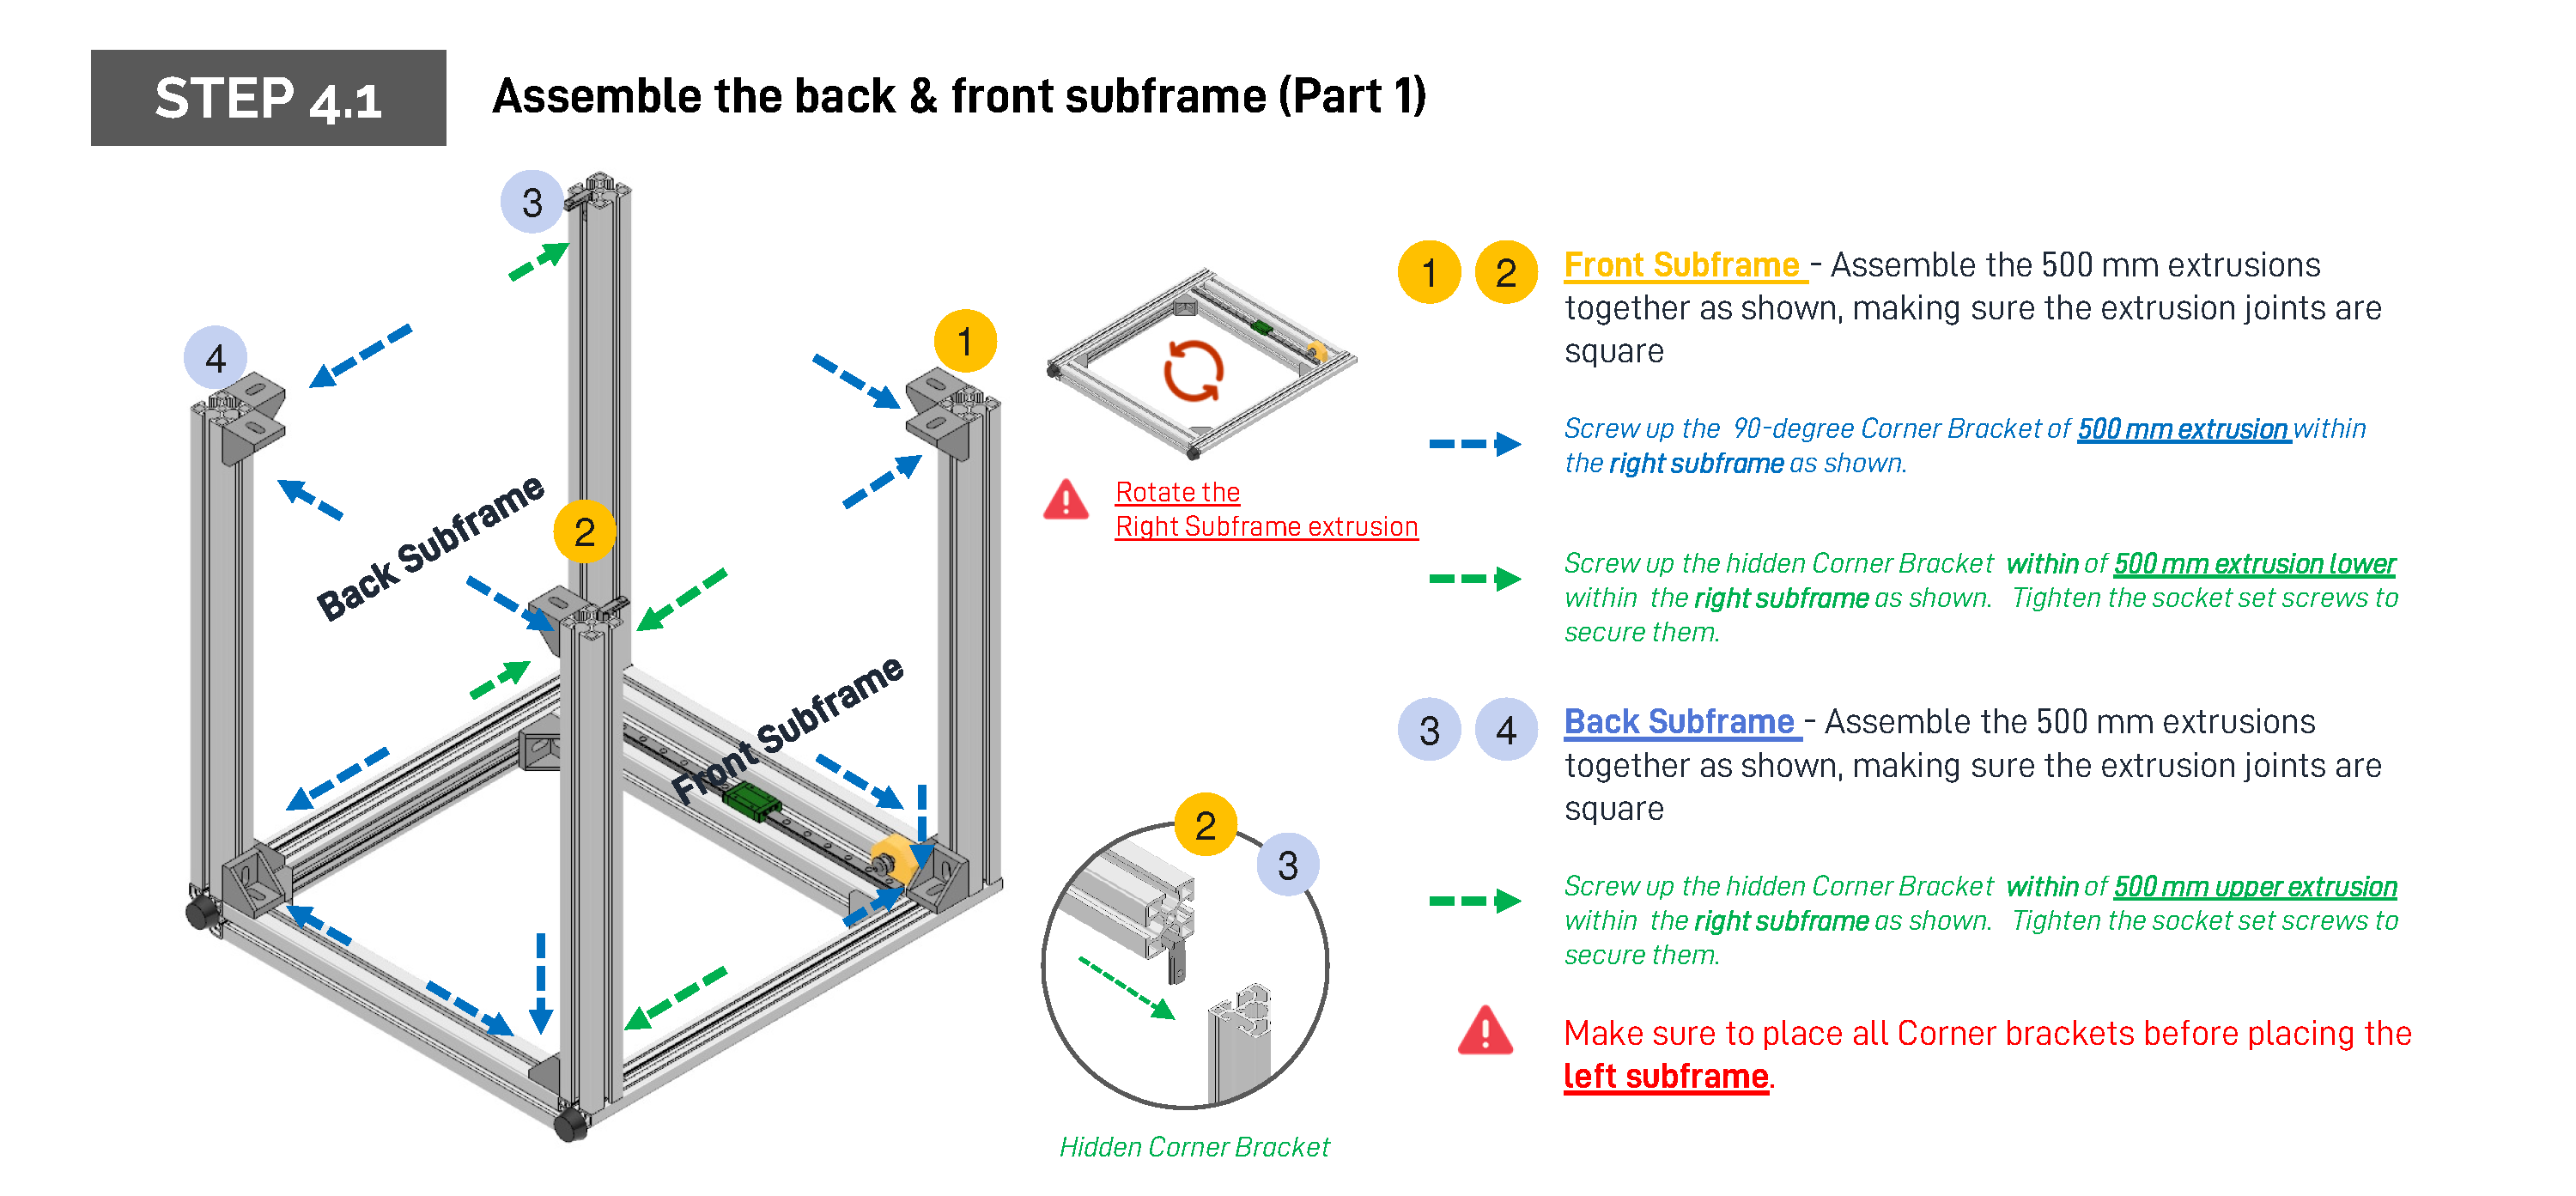 STEP 4.1
Assemble the back & front subframe (Part 1)
3
4
1
2
Back Subframe
Front Subframe
Rotate the
Right Subframe extrusion
2
3
Hidden Corner Bracket
1 2
Front Subframe - Assemble the 500 mm extrusions
together as shown, making sure the extrusion joints are
square
Screw up the 90-degree Corner Bracket of 500 mm extrusion within
the right subframe as shown.
Screw up the hidden Corner Bracket within of 500 mm extrusion lower
within the right subframe as shown. Tighten the socket set screws to
secure them.
3 4
Back Subframe - Assemble the 500 mm extrusions
together as shown, making sure the extrusion joints are
square
Screw up the hidden Corner Bracket within of 500 mm upper extrusion
within the right subframe as shown. Tighten the socket set screws to
secure them.
Make sure to place all Corner brackets before placing the
left subframe.